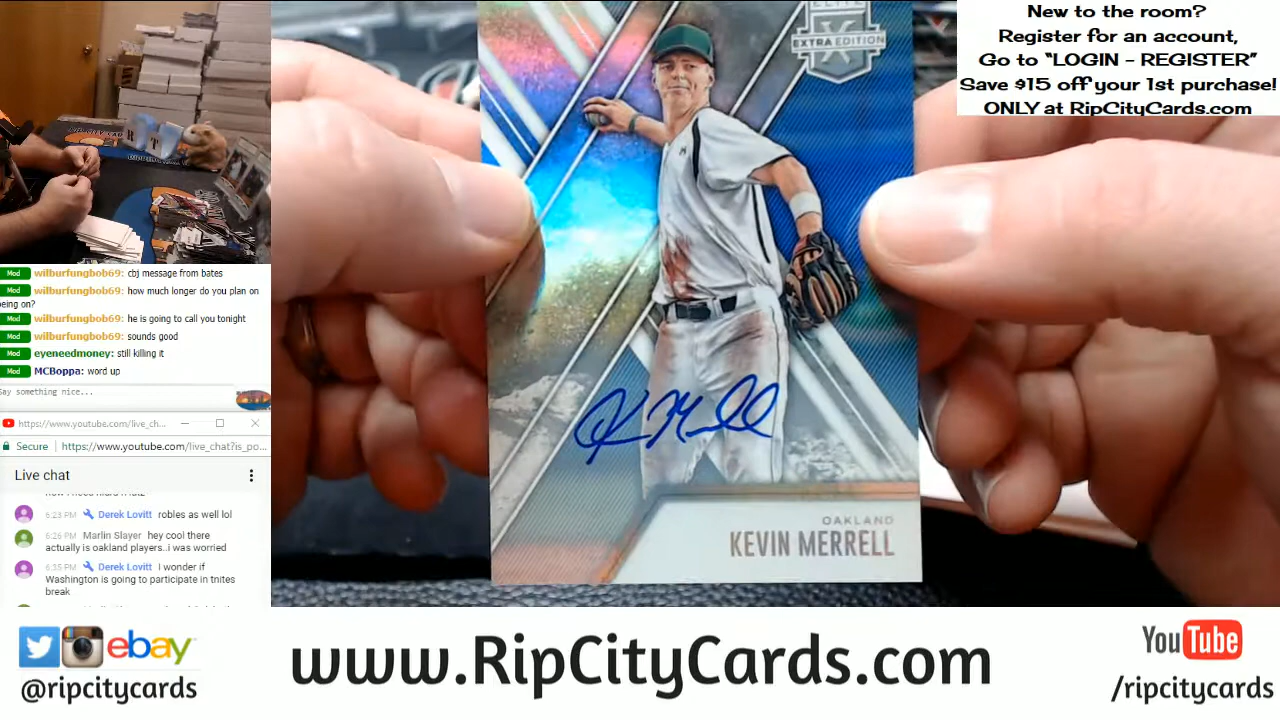 New to the room?
Register for an account,
Go to “LOGIN – REGISTER”
Save $15 off your 1st purchase!
ONLY at RipCityCards.com
ELITE
X
EXTRA EDITION
OAKLAND
KEVIN MERRELL
Mod wilburfungbob69: cbj message from bates
Mod wilburfungbob69: how much longer do you plan on
being on?
Mod wilburfungbob69: he is going to call you tonight
Mod wilburfungbob69: sounds good
Mod eyeneedmoney: still killing it
Mod MCBoppa: word up
Say something nice...
https://www.youtube.com/live_ch...
Secure https://www.youtube.com/live_chat?is_po...
Live chat
6:23 PM Derek Lovitt robles as well lol
6:26 PM Marlin Slayer hey cool there
actually is oakland players..i was worried
6:35 PM Derek Lovitt I wonder if
Washington is going to participate in tnites
break
ebay
@ripcitycards
www.RipCityCards.com
YouTube
/ripcitycards